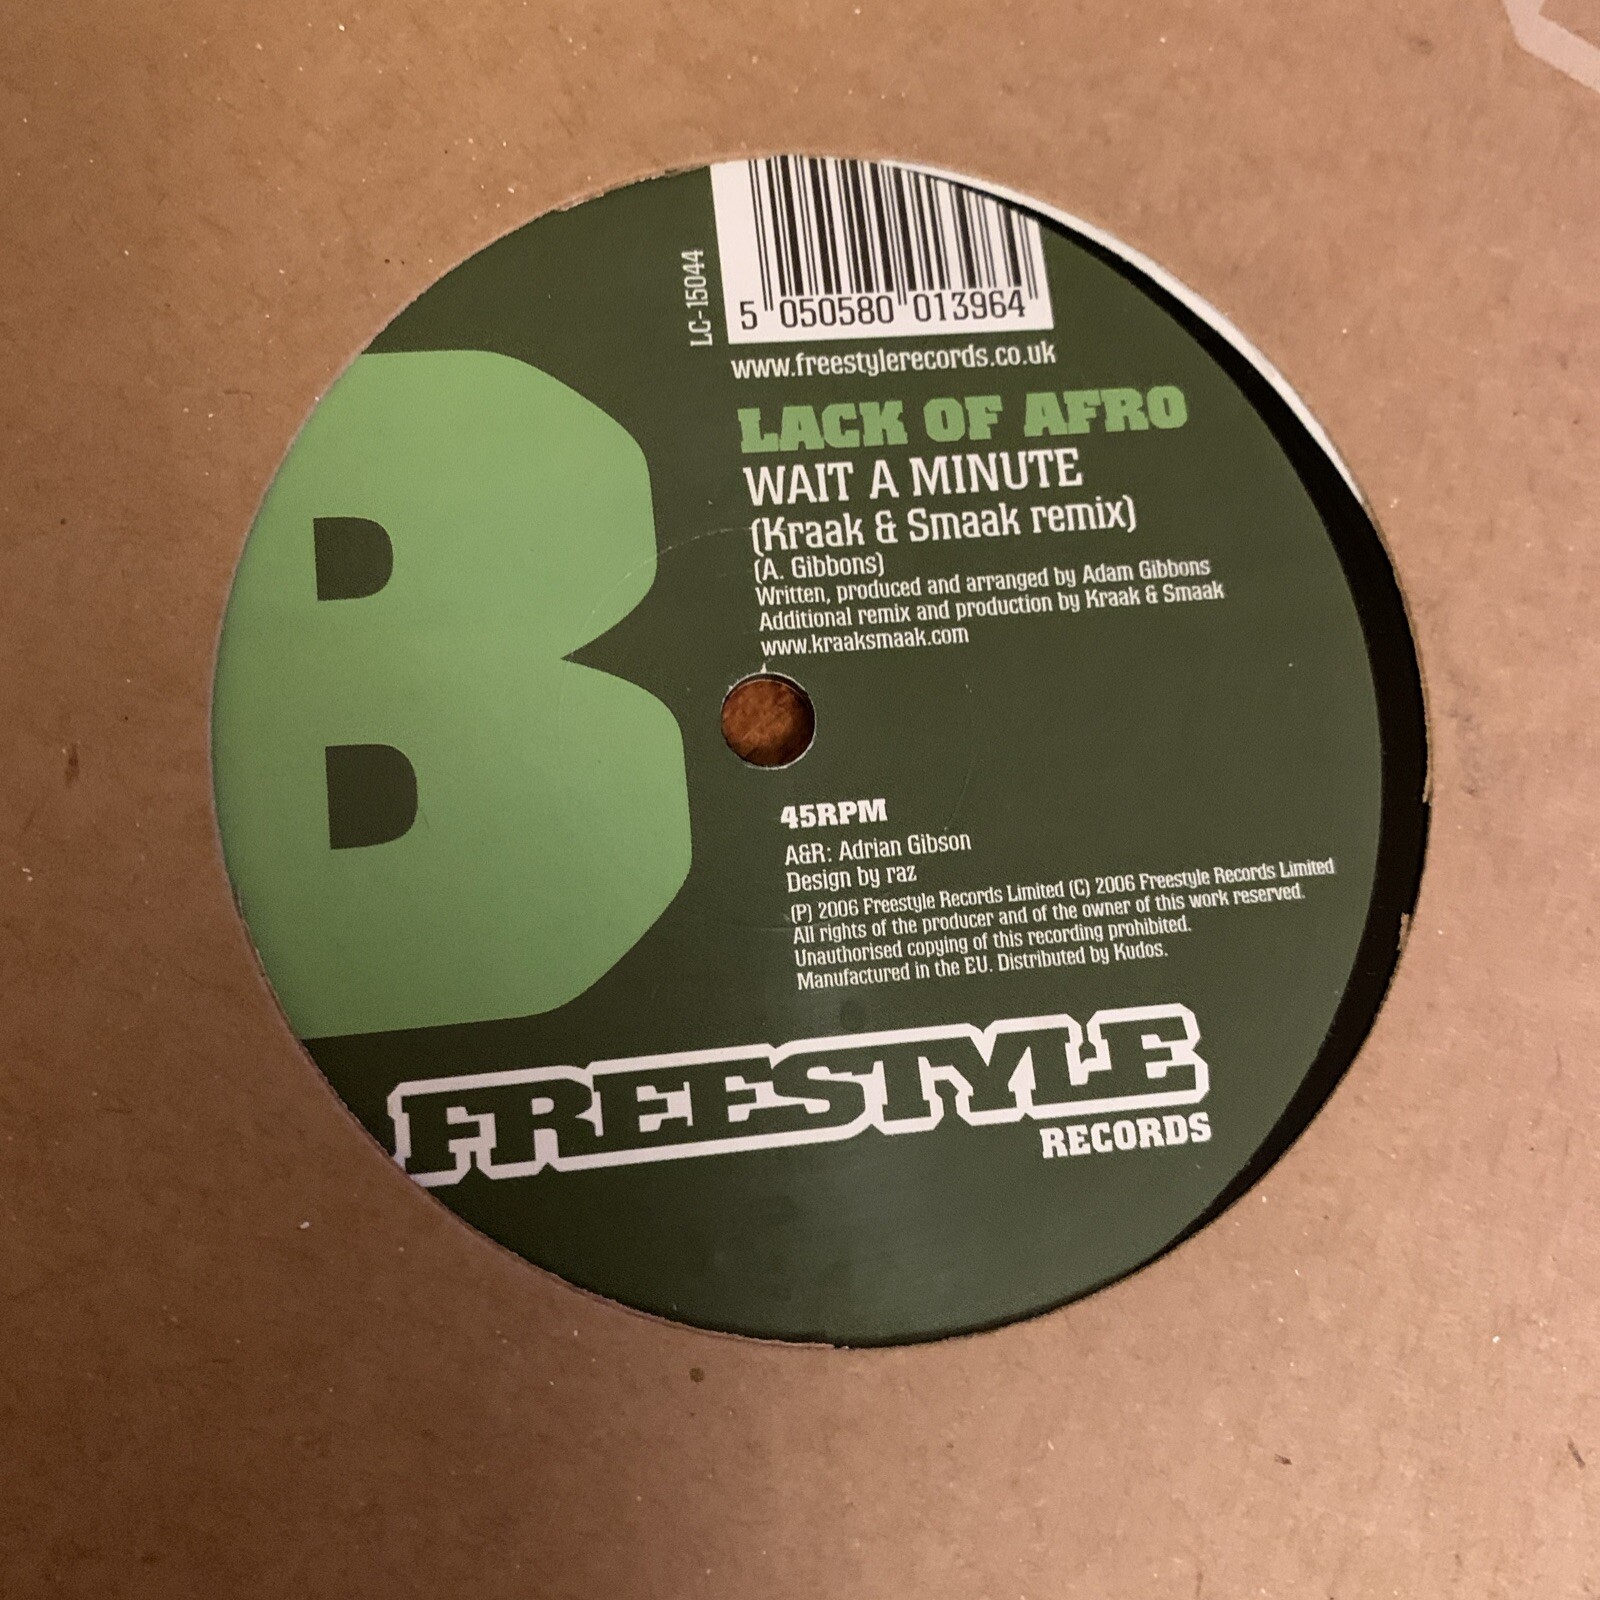 B
LC-15044
5 050580 013964
www.freestylerecords.co.uk
LACK OF AFRO
WAIT A MINUTE
(Kraak & Smaak remix)
(A. Gibbons)
Written, produced and arranged by Adam Gibbons
Additional remix and production by Kraak & Smaak
www.kraaksmaak.com
45RPM
A&R: Adrian Gibson
Design by raz
(P) 2006 Freestyle Records Limited (C) 2006 Freestyle Records Limited
All rights of the producer and of the owner of this work reserved.
Unauthorised copying of this recording prohibited.
Manufactured in the EU. Distributed by Kudos.
FREESTYLE
RECORDS